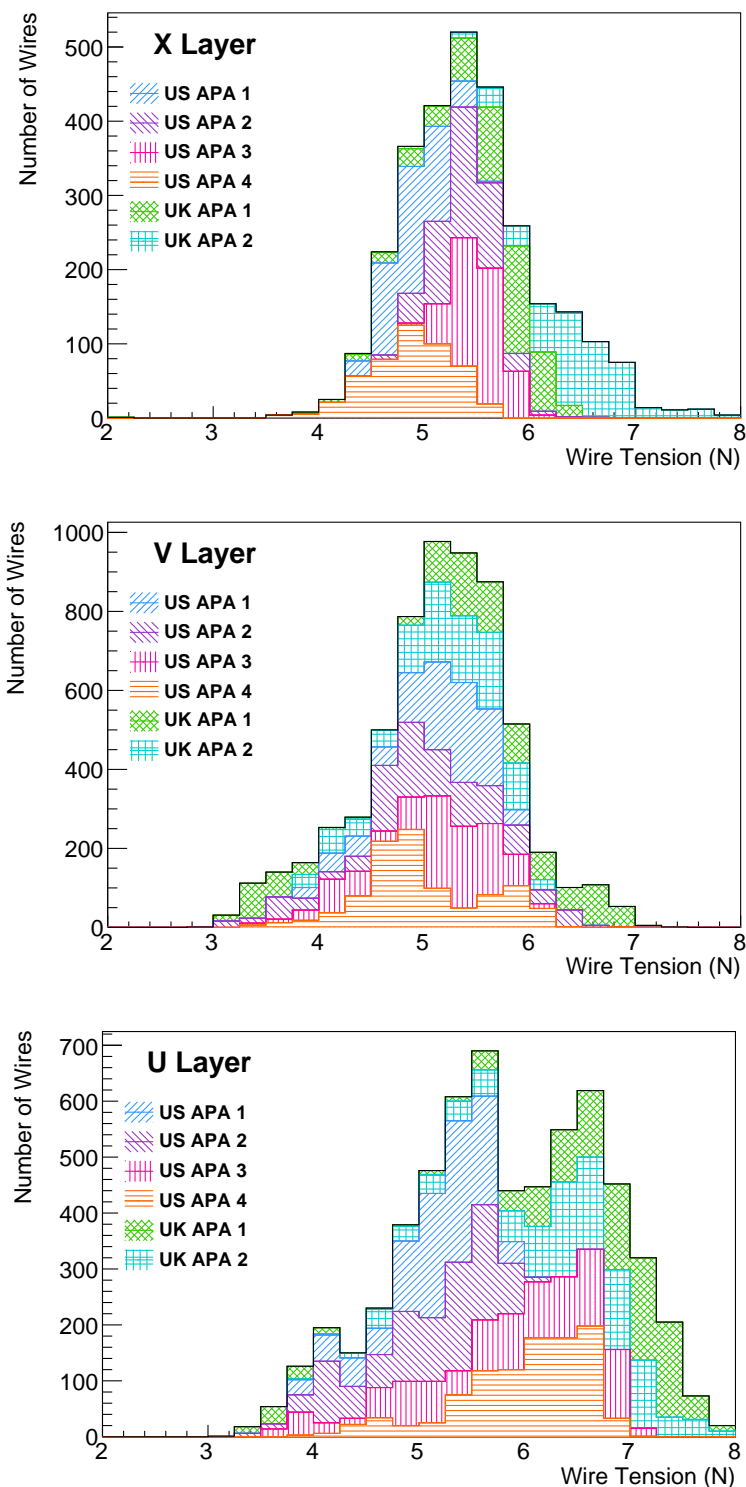 Number of Wires
500
400
300
200
100
0
X Layer
US APA 1
US APA 2
US APA 3
US APA 4
UK APA 1
UK APA 2
2 3 4 5 6 7 8
Wire Tension (N)
Number of Wires
1000
800
600
400
200
0
V Layer
US APA 1
US APA 2
US APA 3
US APA 4
UK APA 1
UK APA 2
2 3 4 5 6 7 8
Wire Tension (N)
Number of Wires
700
600
500
400
300
200
100
0
U Layer
US APA 1
US APA 2
US APA 3
US APA 4
UK APA 1
UK APA 2
2 3 4 5 6 7 8
Wire Tension (N)